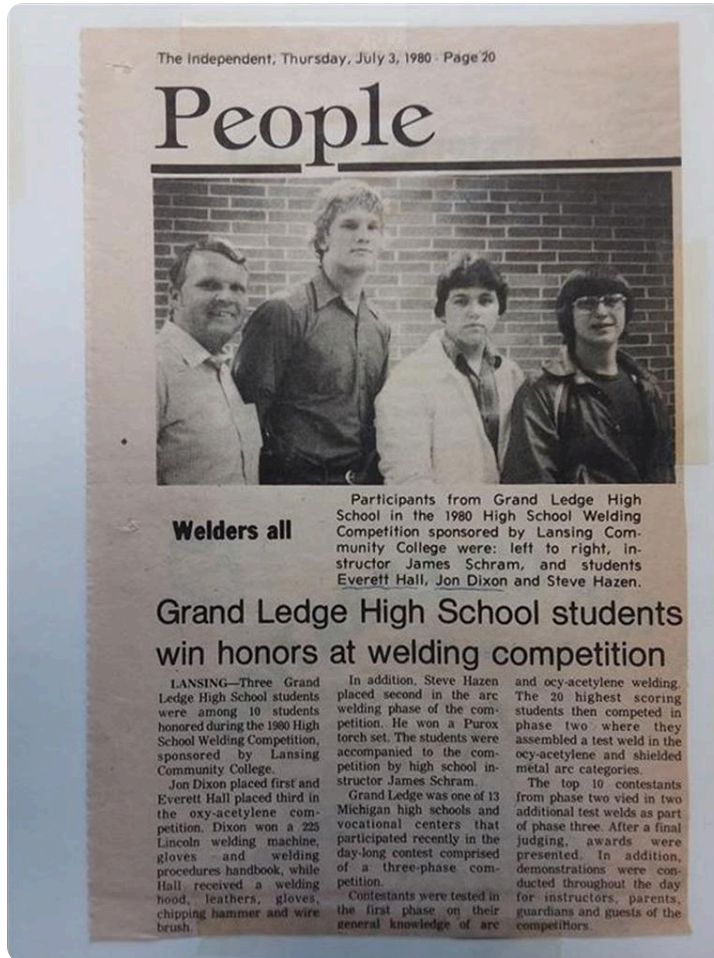 The Independent, Thursday, July 3, 1980 - Page 20
People
Welders all
Participants from Grand Ledge High
School in the 1980 High School Welding
Competition sponsored by Lansing Com-
munity College were: left to right, in-
structor James Schram, and students
Everett Hall, Jon Dixon and Steve Hazen.
Grand Ledge High School students
win honors at welding competition
LANSING—Three Grand
Ledge High School students
were among 10 students
honored during the 1980 High
School Welding Competition,
sponsored by Lansing
Community College.
Jon Dixon placed first and
Everett Hall placed third in
the oxy-acetylene com-
petition. Dixon won a 225
Lincoln welding machine,
gloves and welding
procedures handbook, while
Hall received a welding
hood, leathers, gloves,
chipping hammer and wire
brush.
In addition, Steve Hazen
placed second in the arc
welding phase of the com-
petition. He won a Purox
torch set. The students were
accompanied to the com-
petition by high school in-
structor James Schram.
Grand Ledge was one of 13
Michigan high schools and
vocational centers that
participated recently in the
day-long contest comprised
of a three-phase com-
petition.
Contestants were tested in
the first phase on their
general knowledge of arc
and ocy-acetylene welding.
The 20 highest scoring
students then competed in
phase two where they
assembled a test weld in the
ocy-acetylene and shielded
metal arc categories.
The top 10 contestants
from phase two vied in two
additional test welds as part
of phase three. After a final
judging, awards were
presented. In addition,
demonstrations were con-
ducted throughout the day
for instructors, parents,
guardians and guests of the
competitors.